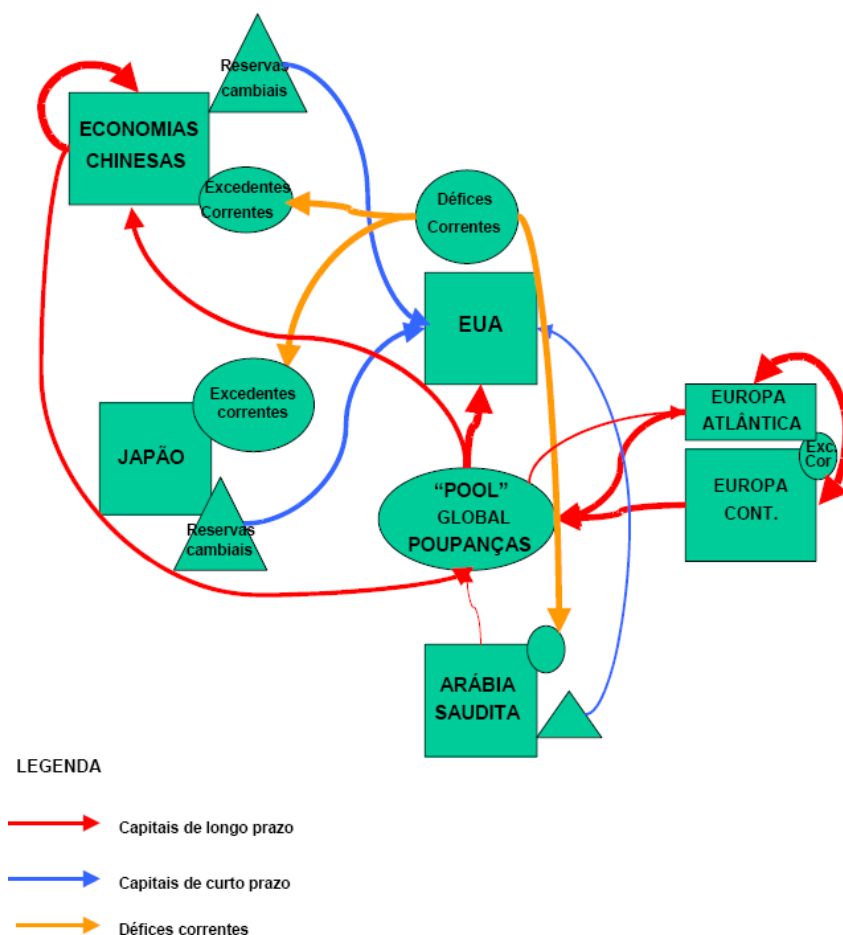 Reservas
cambiais
ECONOMIAS
CHINESAS
Excedentes
Correntes
Défices
Correntes
EUA
Excedentes
correntes
JAPÃO
Reservas
cambiais
EUROPA
ATLÂNTICA
Exc.
Cor
EUROPA
CONT.
“POOL”
GLOBAL
POUPANÇAS
ARÁBIA
SAUDITA
LEGENDA
Capitais de longo prazo
Capitais de curto prazo
Défices correntes